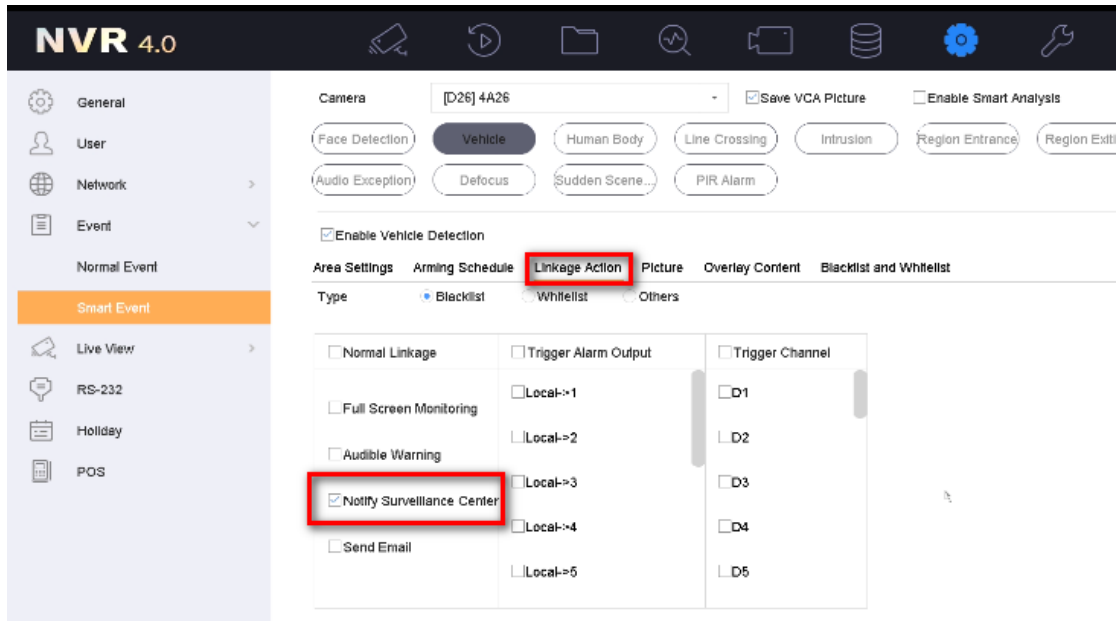 NVR 4.0
General
User
Network
Event
Normal Event
Smart Event
Live View
RS-232
Holiday
POS
Camera [D26] 4A26 Save VCA Picture Enable Smart Analysis
Face Detection Vehicle Human Body Line Crossing Intrusion Region Entrance Region Exiti
Audio Exception Defocus Sudden Scene... PIR Alarm
Enable Vehicle Detection
Area Settings Arming Schedule Linkage Action Picture Overlay Content Blacklist and Whitelist
Type Blacklist Whitelist Others
Normal Linkage Trigger Alarm Output Trigger Channel
Full Screen Monitoring
Audible Warning
Notify Surveillance Center
Send Email
Local->1
Local->2
Local->3
Local->4
Local->5
D1
D2
D3
D4
D5